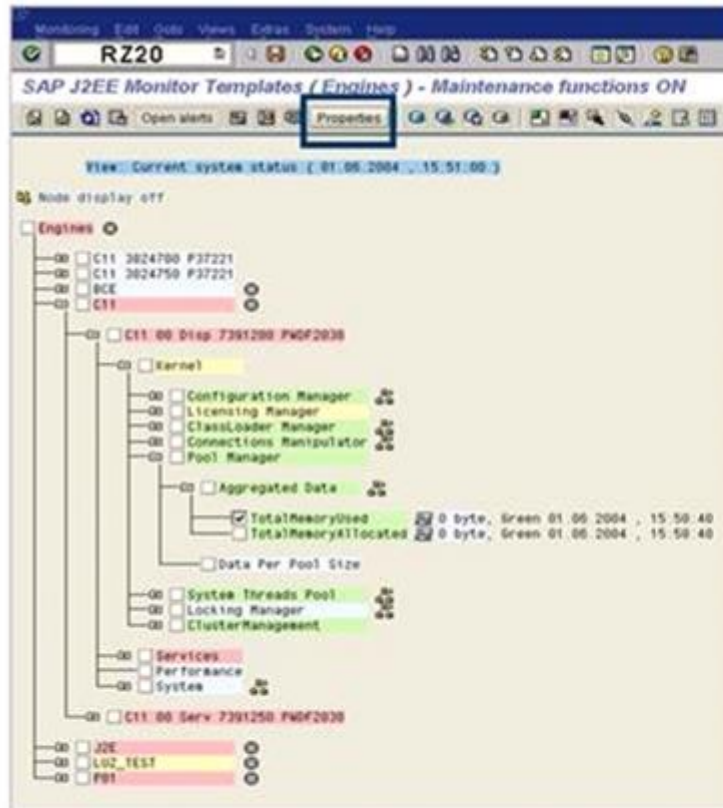 Monitoring Edit Goto Views Extras System Help
RZ20
SAP J2EE Monitor Templates ( Engines ) - Maintenance functions ON
Open alerts Properties
View: Current system status ( 01.06.2004 , 15:51:00 )
Node display off
Engines
C11 3024700 P37221
C11 3024750 P37221
BCE
C11
C11 00 Disp 7391200 PWDF2030
Kernel
Configuration Manager
Licensing Manager
ClassLoader Manager
Connections Manipulator
Pool Manager
Aggregated Data
TotalMemoryUsed 0 byte, Green 01.06.2004 , 15:50:40
TotalMemoryAllocated 0 byte, Green 01.06.2004 , 15:50:40
Data Per Pool Size
System Threads Pool
Locking Manager
ClusterManagement
Services
Performance
System
C11 00 Serv 7391250 PWDF2030
J2E
LUZ_TEST
P01